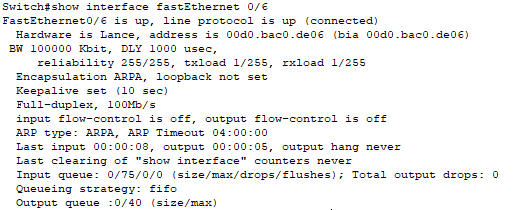 Switch#show interface fastEthernet 0/6
FastEthernet0/6 is up, line protocol is up (connected)
Hardware is Lance, address is 00d0.bac0.de06 (bia 00d0.bac0.de06)
BW 100000 Kbit, DLY 1000 usec,
reliability 255/255, txload 1/255, rxload 1/255
Encapsulation ARPA, loopback not set
Keepalive set (10 sec)
Full-duplex, 100Mb/s
input flow-control is off, output flow-control is off
ARP type: ARPA, ARP Timeout 04:00:00
Last input 00:00:08, output 00:00:05, output hang never
Last clearing of "show interface" counters never
Input queue: 0/75/0/0 (size/max/drops/flushes); Total output drops: 0
Queueing strategy: fifo
Output queue :0/40 (size/max)